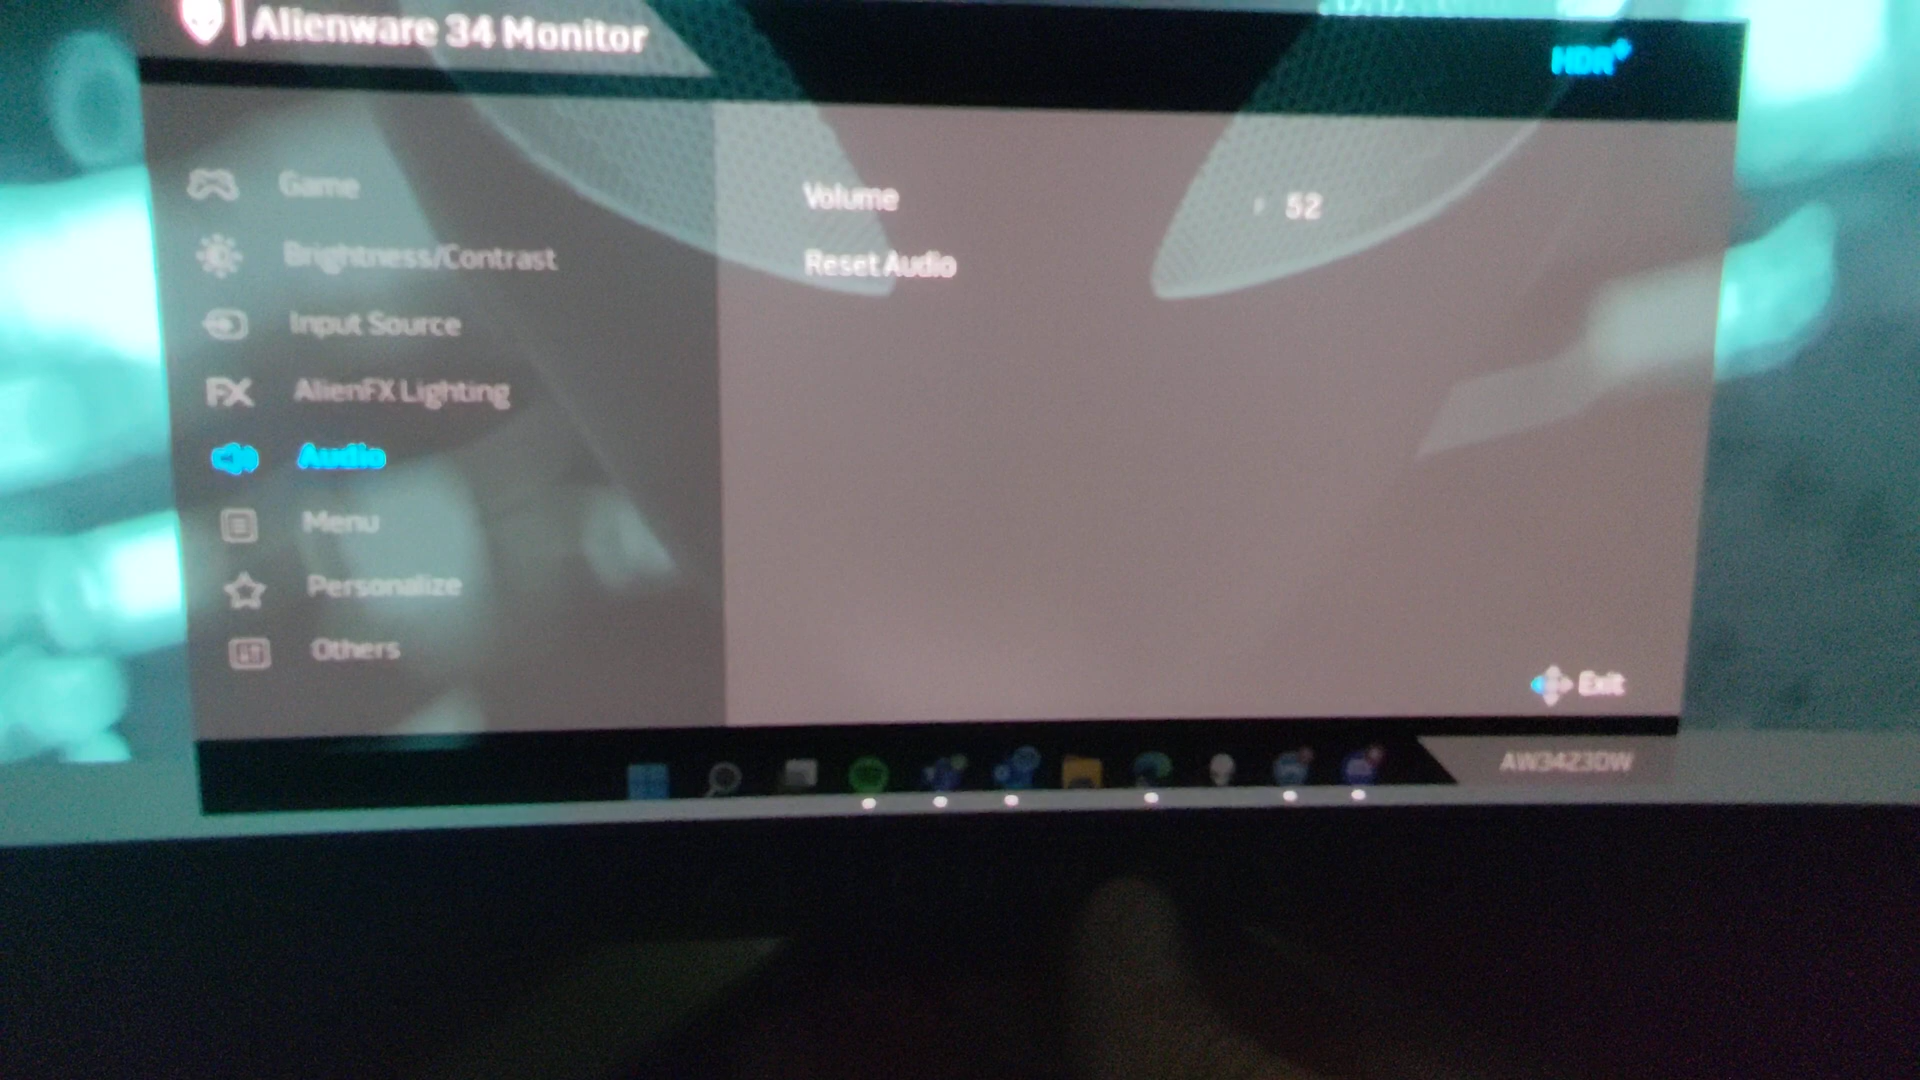 Alienware 34 Monitor
HDR+
Game
Brightness/Contrast
Input Source
FX AlienFX Lighting
Audio
Menu
Personalize
Others
Volume 52
Reset Audio
Exit
AW3423DW